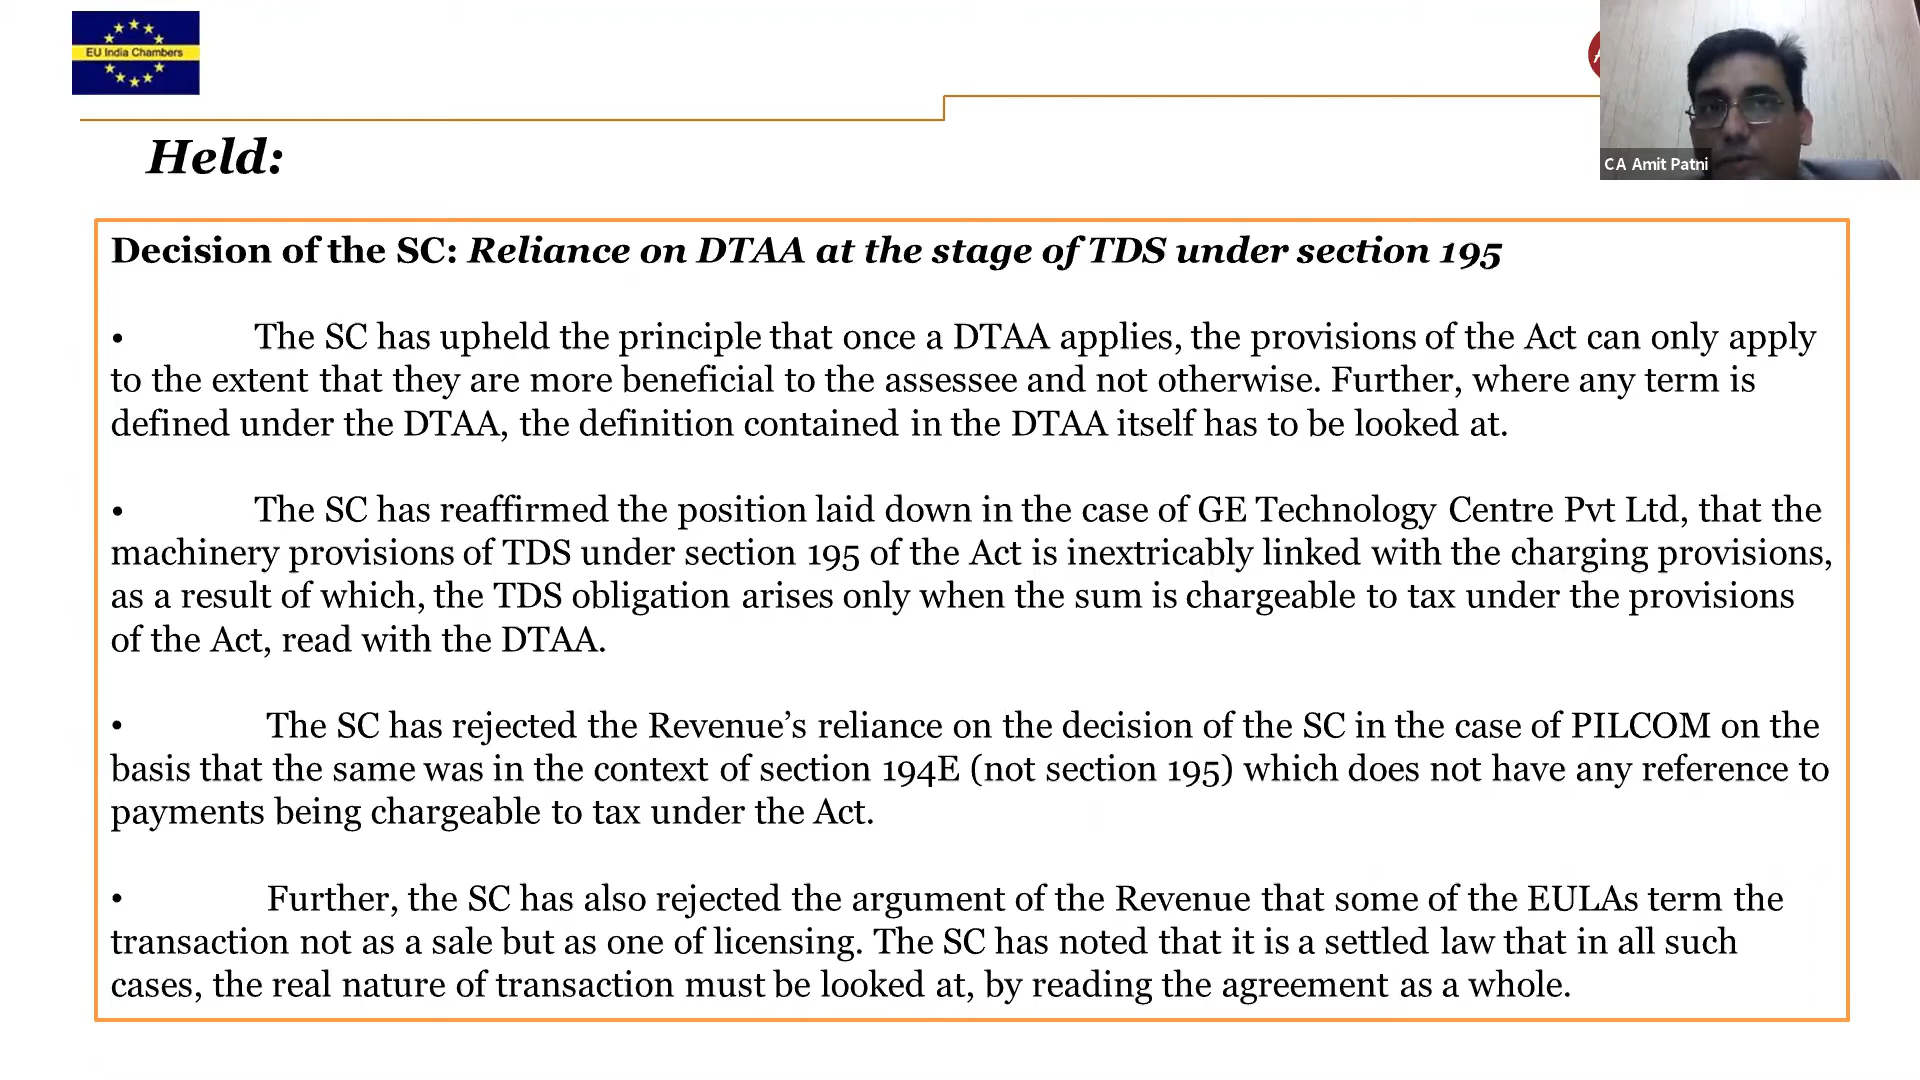 EU India Chambers
CA Amit Patni
Held:
Decision of the SC: Reliance on DTAA at the stage of TDS under section 195
• The SC has upheld the principle that once a DTAA applies, the provisions of the Act can only apply
to the extent that they are more beneficial to the assessee and not otherwise. Further, where any term is
defined under the DTAA, the definition contained in the DTAA itself has to be looked at.
• The SC has reaffirmed the position laid down in the case of GE Technology Centre Pvt Ltd, that the
machinery provisions of TDS under section 195 of the Act is inextricably linked with the charging provisions,
as a result of which, the TDS obligation arises only when the sum is chargeable to tax under the provisions
of the Act, read with the DTAA.
• The SC has rejected the Revenue’s reliance on the decision of the SC in the case of PILCOM on the
basis that the same was in the context of section 194E (not section 195) which does not have any reference to
payments being chargeable to tax under the Act.
• Further, the SC has also rejected the argument of the Revenue that some of the EULAs term the
transaction not as a sale but as one of licensing. The SC has noted that it is a settled law that in all such
cases, the real nature of transaction must be looked at, by reading the agreement as a whole.